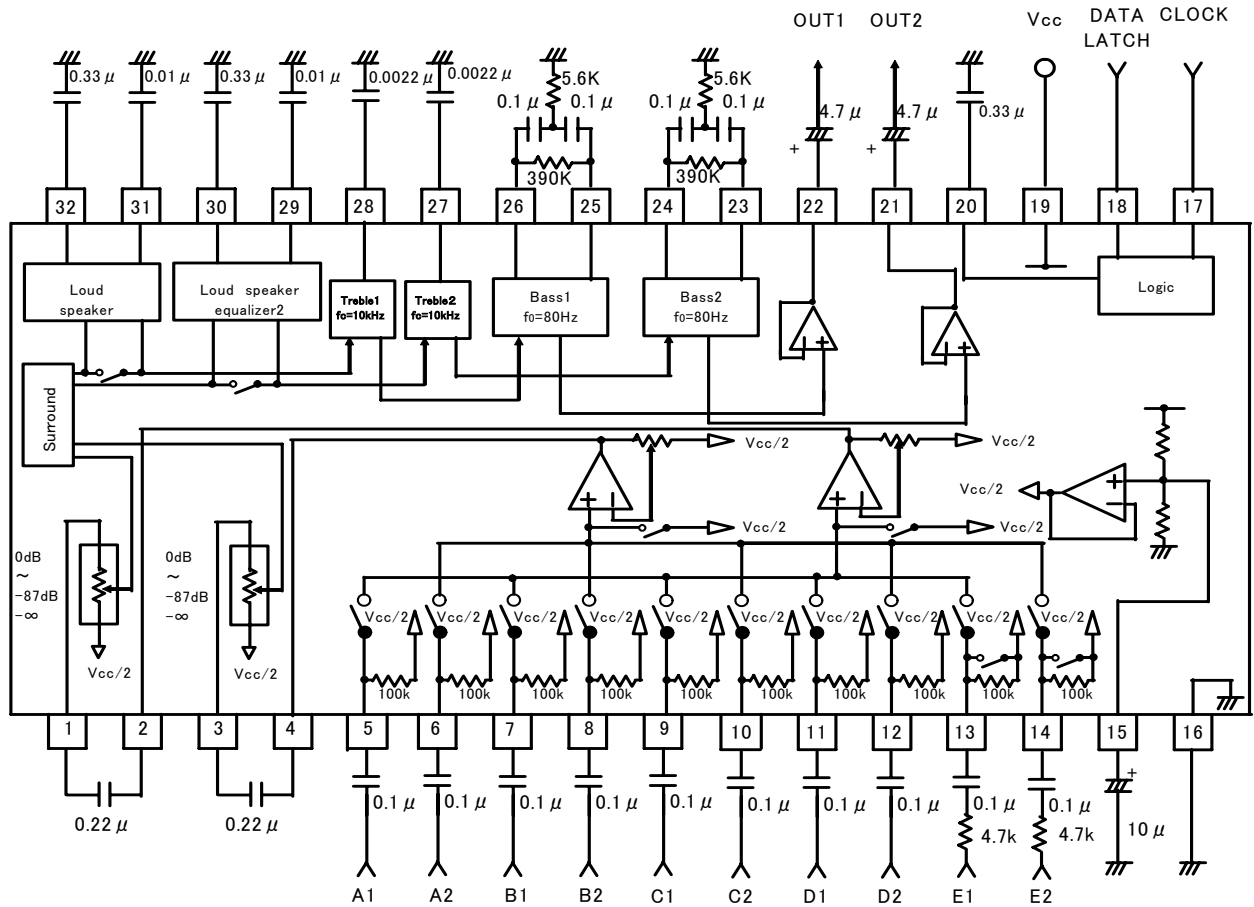 OUT1 OUT2 Vcc DATA CLOCK
LATCH
0.33μ 0.01μ 0.33μ 0.01μ 0.0022μ 0.0022μ 5.6K 5.6K
0.1μ 0.1μ 0.1μ 0.1μ 4.7μ 4.7μ 0.33μ
+ +
390K 390K
32 31 30 29 28 27 26 25 24 23 22 21 20 19 18 17
Loud speaker
Loud speaker equalizer2
Treble1
fc=10kHz
Treble2
fc=10kHz
Bass1
f0=80Hz
Bass2
f0=80Hz
Logic
Surround
Vcc/2 Vcc/2
Vcc/2
Vcc/2 Vcc/2
0dB
~
-87dB
-∞
0dB
~
-87dB
-∞
Vcc/2 Vcc/2
Vcc/2 Vcc/2 Vcc/2 Vcc/2 Vcc/2 Vcc/2 Vcc/2 Vcc/2 Vcc/2 Vcc/2
100k 100k 100k 100k 100k 100k 100k 100k 100k 100k
1 2 3 4 5 6 7 8 9 10 11 12 13 14 15 16
0.22μ 0.22μ
0.1μ 0.1μ 0.1μ 0.1μ 0.1μ 0.1μ 0.1μ 0.1μ 0.1μ 0.1μ
+
4.7k 4.7k 10μ
A1 A2 B1 B2 C1 C2 D1 D2 E1 E2